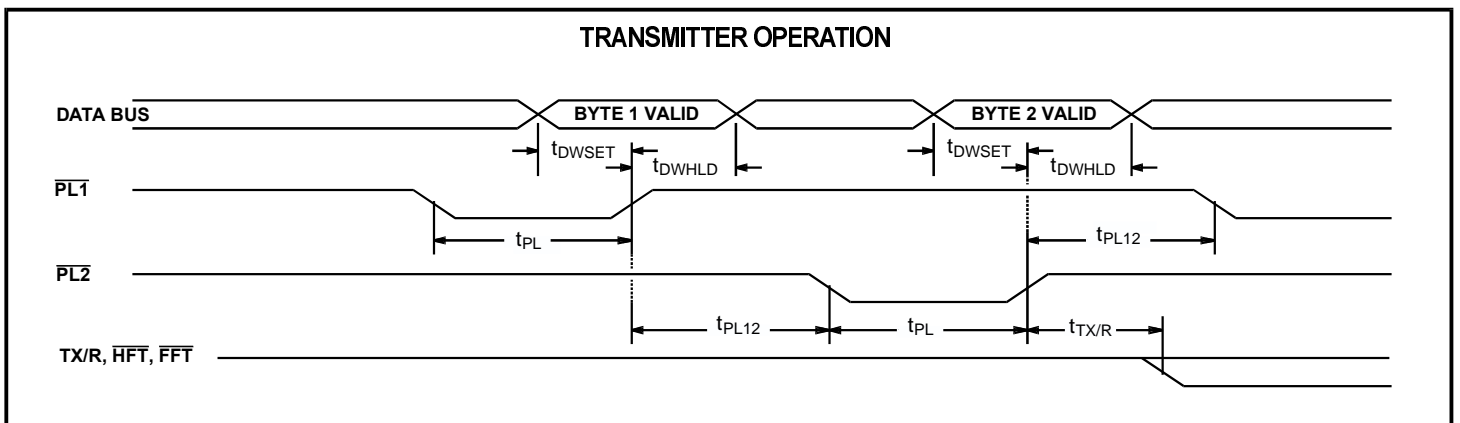 TRANSMITTER OPERATION
DATA BUS
BYTE 1 VALID
BYTE 2 VALID
tDWSET
tDWHLD
tDWSET
tDWHLD
PL1
tPL
tPL12
PL2
tPL12
tPL
tTX/R
TX/R, HFT, FFT